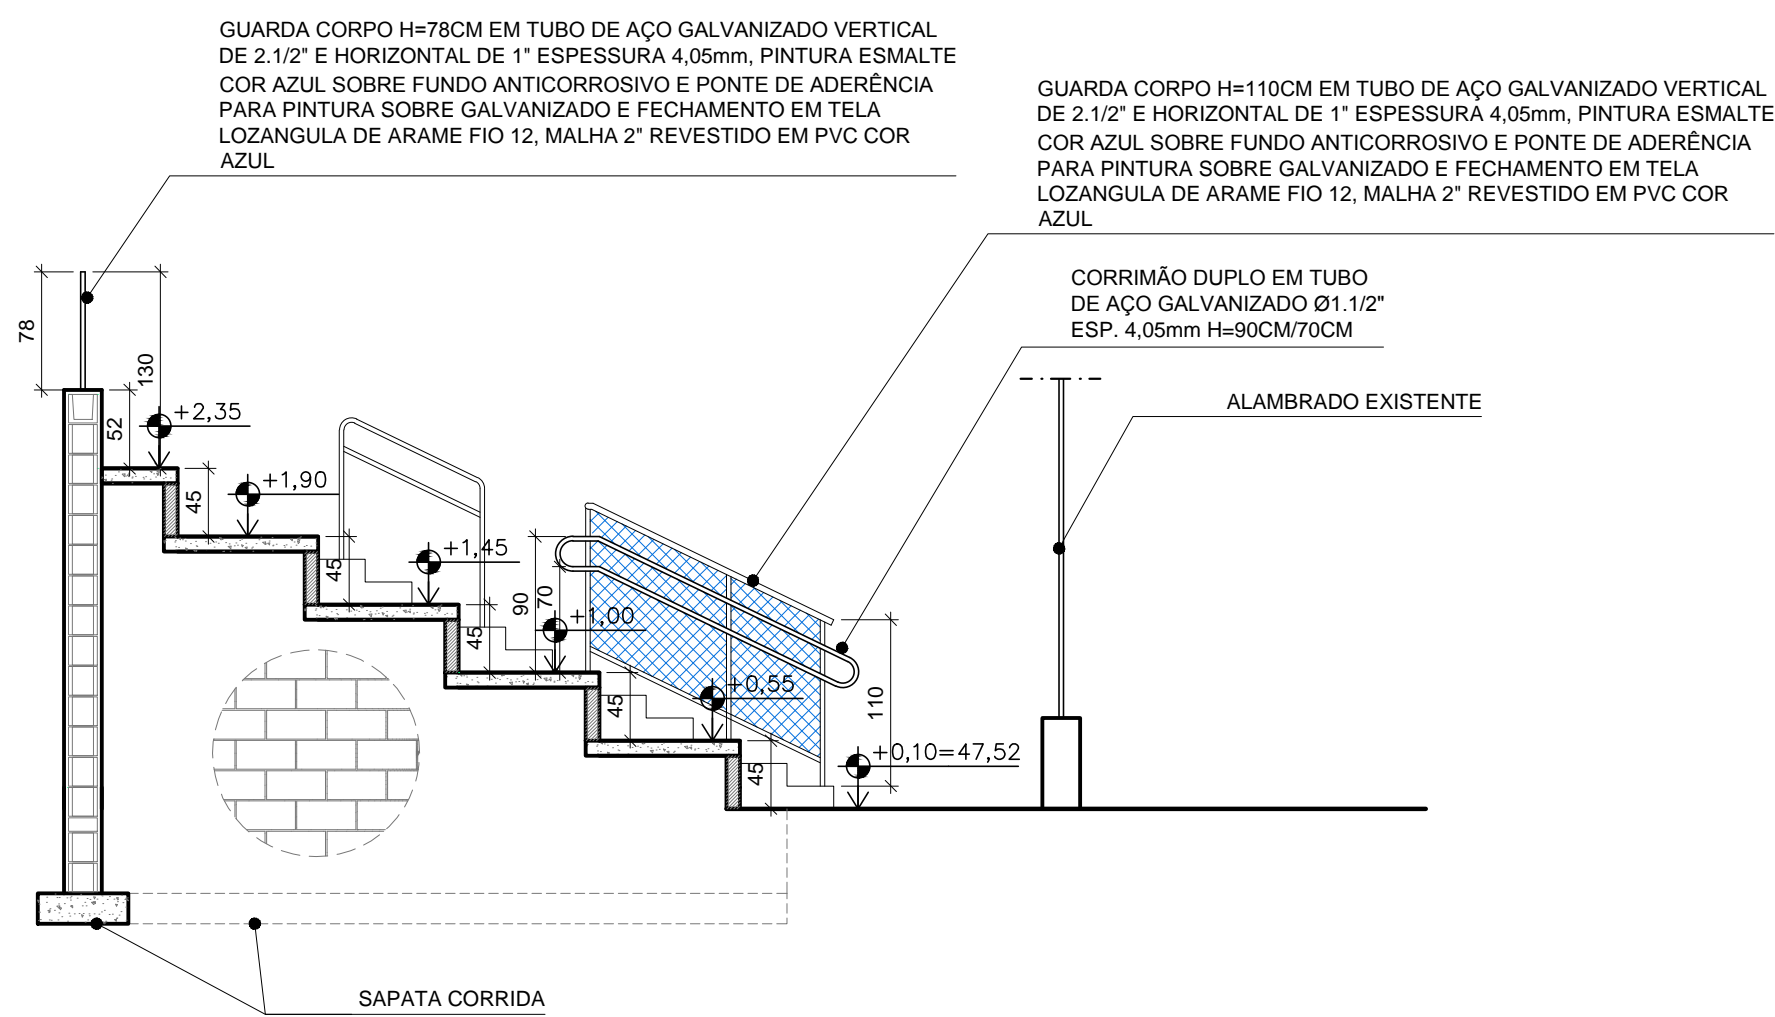 GUARDA CORPO H=78CM EM TUBO DE AÇO GALVANIZADO VERTICAL
DE 2.1/2" E HORIZONTAL DE 1" ESPESSURA 4,05mm, PINTURA ESMALTE
COR AZUL SOBRE FUNDO ANTICORROSIVO E PONTE DE ADERÊNCIA
PARA PINTURA SOBRE GALVANIZADO E FECHAMENTO EM TELA
LOZANGULA DE ARAME FIO 12, MALHA 2" REVESTIDO EM PVC COR
AZUL
GUARDA CORPO H=110CM EM TUBO DE AÇO GALVANIZADO VERTICAL
DE 2.1/2" E HORIZONTAL DE 1" ESPESSURA 4,05mm, PINTURA ESMALTE
COR AZUL SOBRE FUNDO ANTICORROSIVO E PONTE DE ADERÊNCIA
PARA PINTURA SOBRE GALVANIZADO E FECHAMENTO EM TELA
LOZANGULA DE ARAME FIO 12, MALHA 2" REVESTIDO EM PVC COR
AZUL
CORRIMÃO DUPLO EM TUBO
DE AÇO GALVANIZADO Ø1.1/2"
ESP. 4,05mm H=90CM/70CM
ALAMBRADO EXISTENTE
78
130
52
+2,35
45
+1,90
45
+1,45
45
90
70
+1,00
45
+0,55
45
110
+0,10=47,52
SAPATA CORRIDA